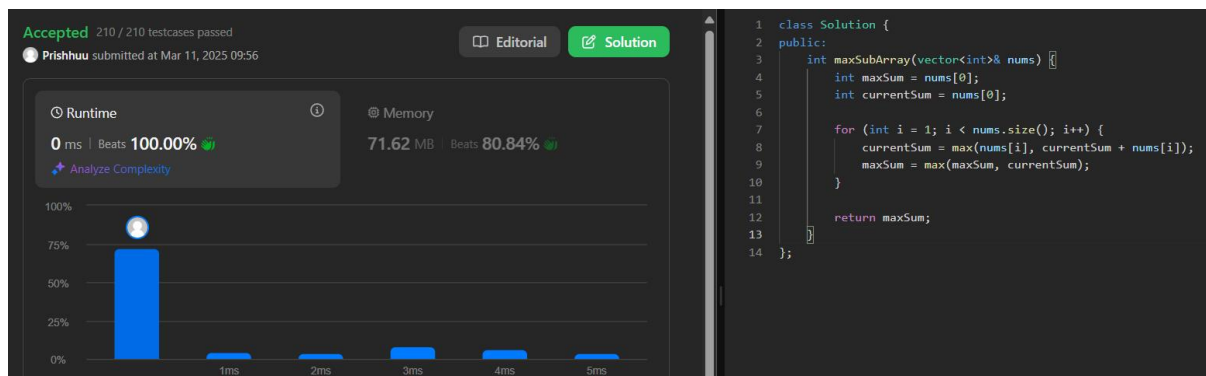 Accepted 210 / 210 testcases passed
Prishhuu submitted at Mar 11, 2025 09:56
Editorial
Solution
Runtime
0 ms | Beats 100.00%
Analyze Complexity
Memory
71.62 MB | Beats 80.84%
100%
75%
50%
25%
0%
1ms 2ms 3ms 4ms 5ms
1 class Solution {
2 public:
3     int maxSubArray(vector<int>& nums) {
4         int maxSum = nums[0];
5         int currentSum = nums[0];
6
7         for (int i = 1; i < nums.size(); i++) {
8             currentSum = max(nums[i], currentSum + nums[i]);
9             maxSum = max(maxSum, currentSum);
10         }
11
12         return maxSum;
13     }
14 };